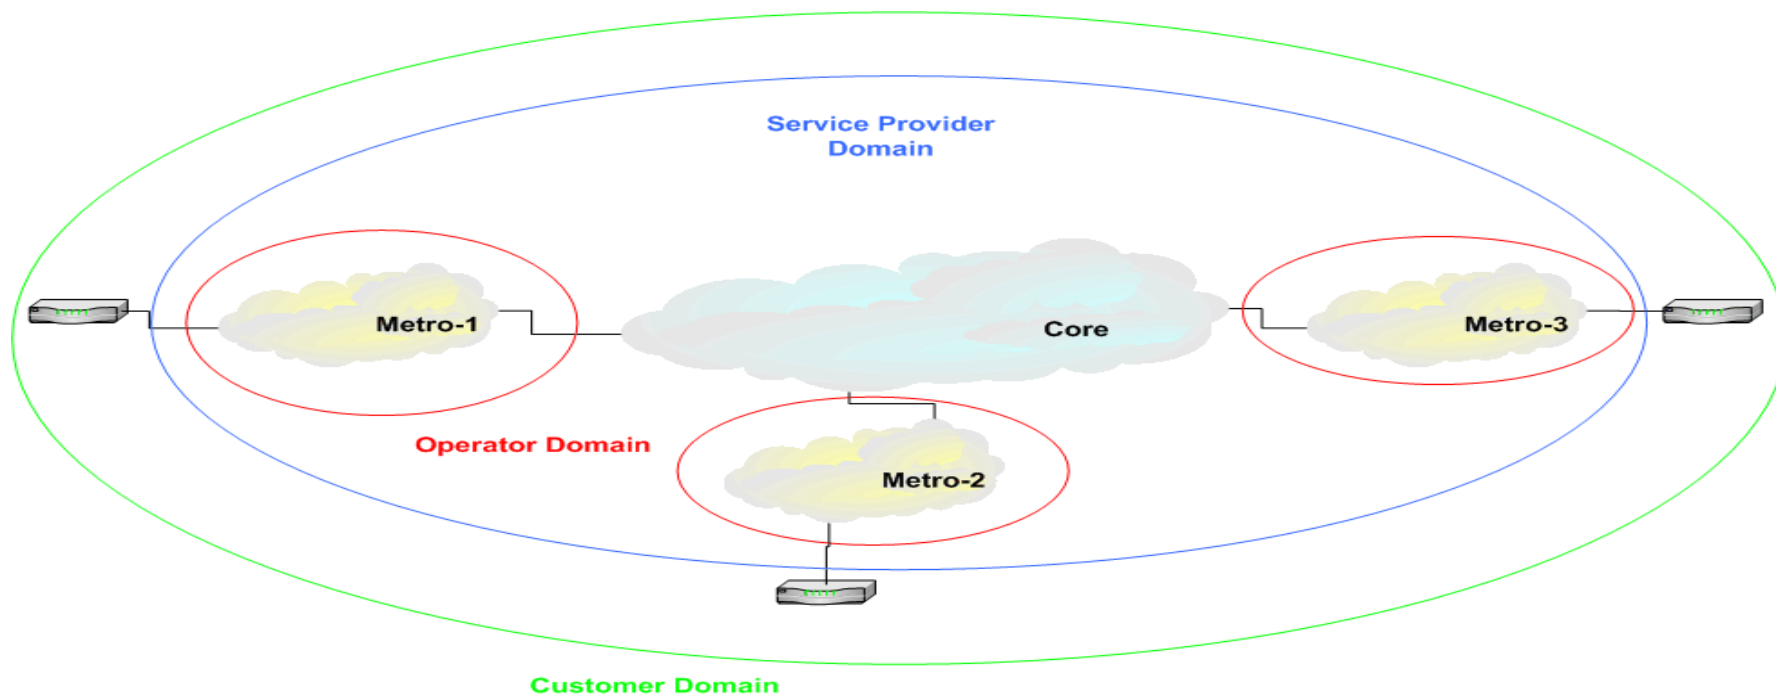 Service Provider
Domain
Metro-1
Core
Metro-3
Operator Domain
Metro-2
Customer Domain